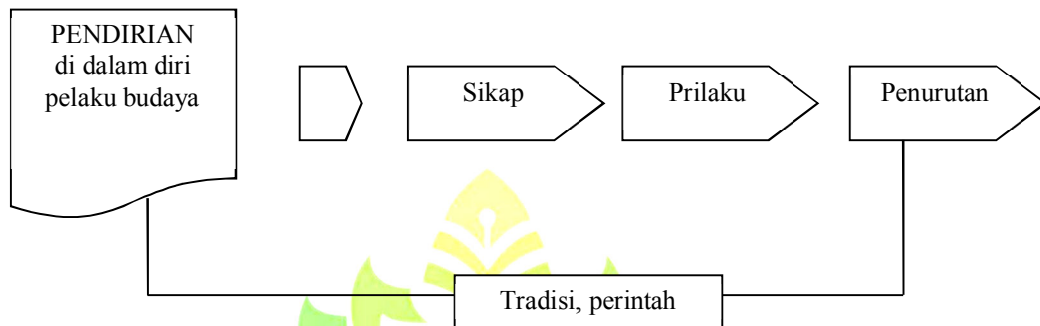 PENDIRIAN
di dalam diri
pelaku budaya
Sikap
Prilaku
Penurutan
Tradisi, perintah